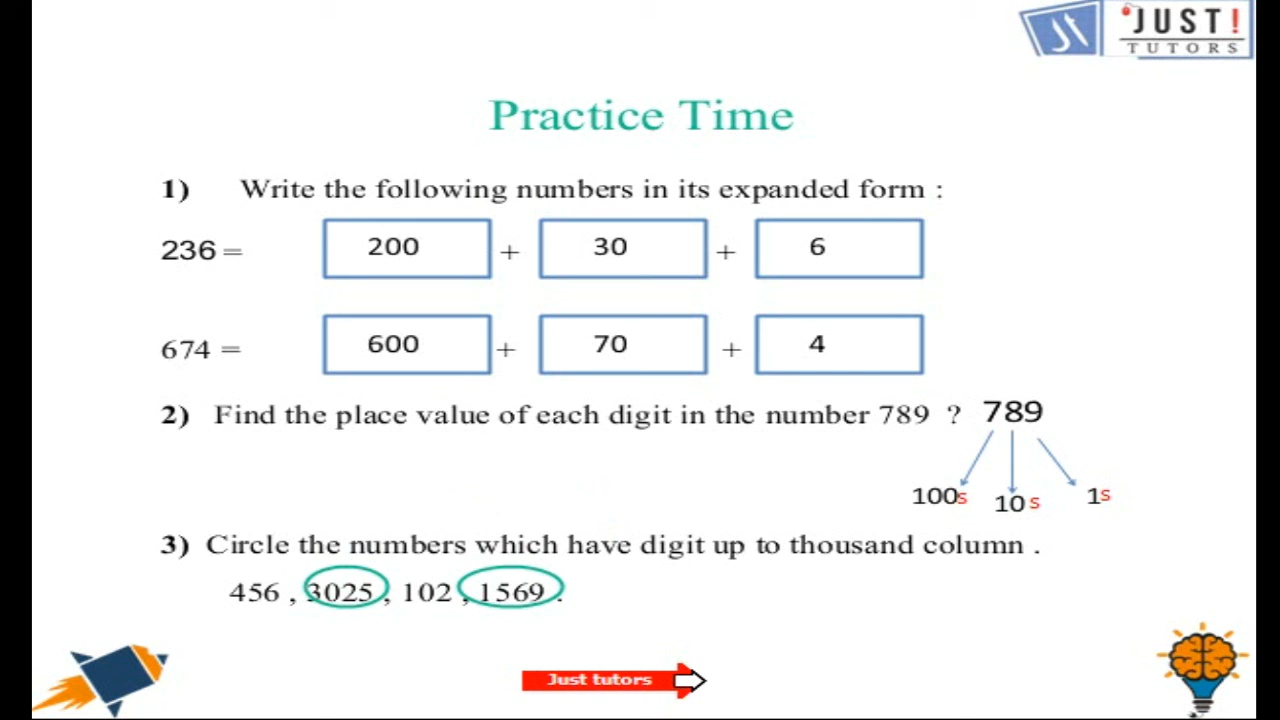 JUST!
TUTORS
Practice Time
1) Write the following numbers in its expanded form :
236 = 200 + 30 + 6
674 = 600 + 70 + 4
2) Find the place value of each digit in the number 789 ? 789
100s 10s 1s
3) Circle the numbers which have digit up to thousand column .
456 , 3025 , 102 , 1569 .
Just tutors